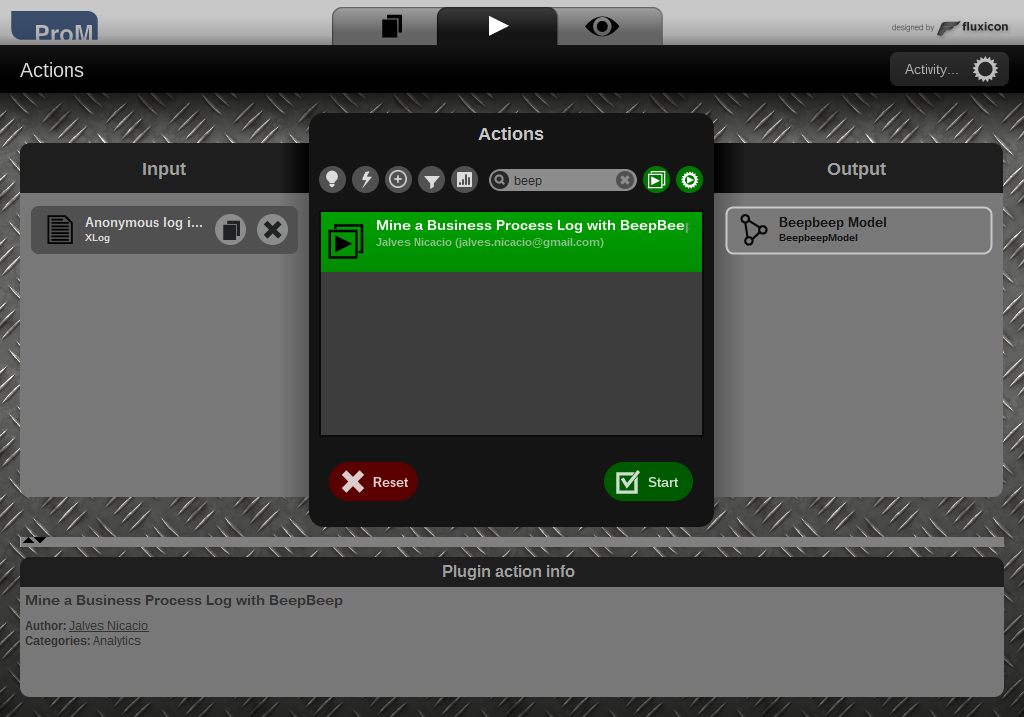 ProM
designed by fluxicon
Actions
Activity...
Actions
Input
Output
beep
Anonymous log i...
XLog
Mine a Business Process Log with BeepBeep
Jalves Nicacio (jalves.nicacio@gmail.com)
Beepbeep Model
BeepbeepModel
Reset
Start
Plugin action info
Mine a Business Process Log with BeepBeep
Author: Jalves Nicacio
Categories: Analytics